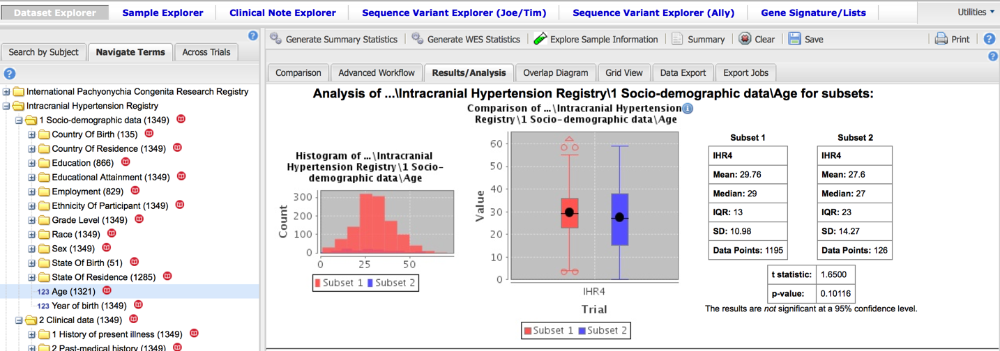 Dataset Explorer
Sample Explorer
Clinical Note Explorer
Sequence Variant Explorer (Joe/Tim)
Sequence Variant Explorer (Ally)
Gene Signature/Lists
Utilities
Search by Subject
Navigate Terms
Across Trials
International Pachyonychia Congenita Research Registry
Intracranial Hypertension Registry
1 Socio-demographic data (1349)
Country Of Birth (135)
Country Of Residence (1349)
Education (866)
Educational Attainment (1349)
Employment (829)
Ethnicity Of Participant (1349)
Grade Level (1349)
Race (1349)
Sex (1349)
State Of Birth (51)
State Of Residence (1285)
123 Age (1321)
123 Year of birth (1349)
2 Clinical data (1349)
1 History of present illness (1349)
2 Past-medical history (1349)
Generate Summary Statistics
Generate WES Statistics
Explore Sample Information
Summary
Clear
Save
Print
Comparison
Advanced Workflow
Results/Analysis
Overlap Diagram
Grid View
Data Export
Export Jobs
Analysis of ...\Intracranial Hypertension Registry\1 Socio-demographic data\Age for subsets:
Histogram of ...\Intracranial
Hypertension Registry\1 Socio-
demographic data\Age
Count
300
200
100
0
0 25 50
Subset 1 Subset 2
Comparison of ...\Intracranial Hypertension
Registry\1 Socio-demographic data\Age
Value
60
50
40
30
20
10
0
IHR4
Trial
Subset 1 Subset 2
Subset 1
IHR4
Mean: 29.76
Median: 29
IQR: 13
SD: 10.98
Data Points: 1195
Subset 2
IHR4
Mean: 27.6
Median: 27
IQR: 23
SD: 14.27
Data Points: 126
t statistic: 1.6500
p-value: 0.10116
The results are not significant at a 95% confidence level.